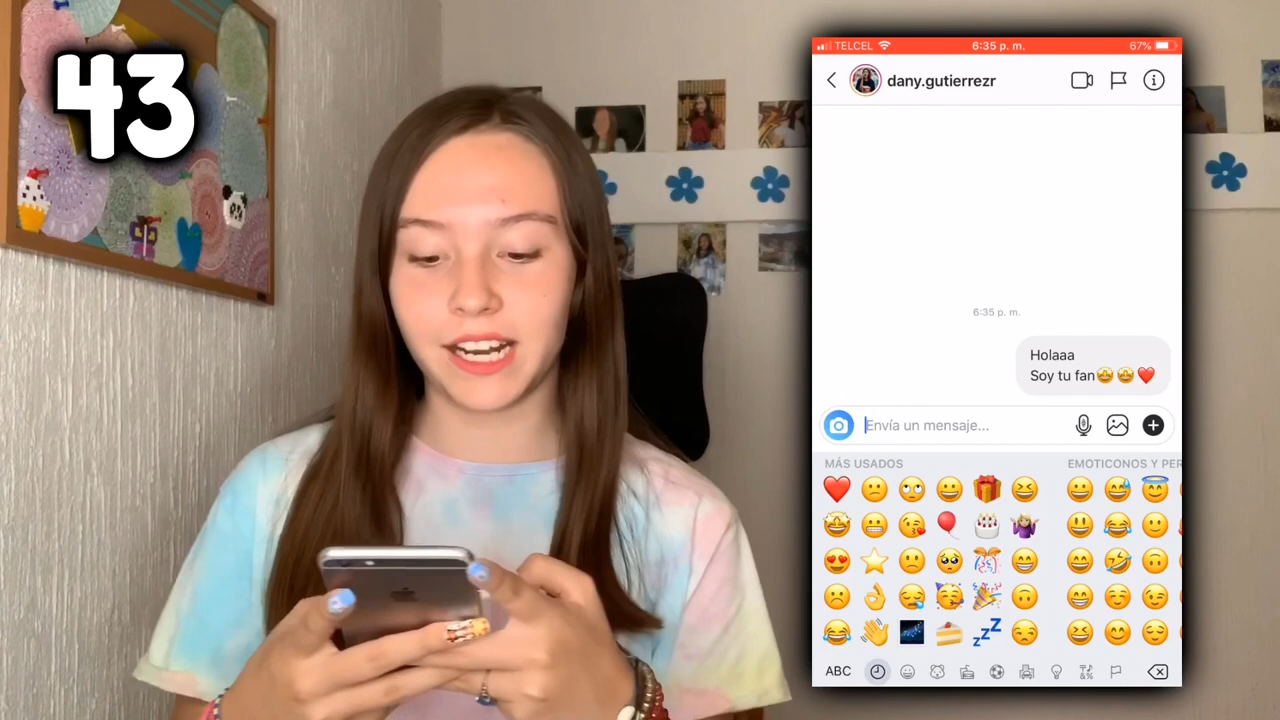 43
TELCEL
6:35 p. m.
67%
dany.gutierrezr
6:35 p. m.
Holaaa
Soy tu fan🤩🤩❤️
Envía un mensaje...
MÁS USADOS
EMOTICONOS Y PER
ABC